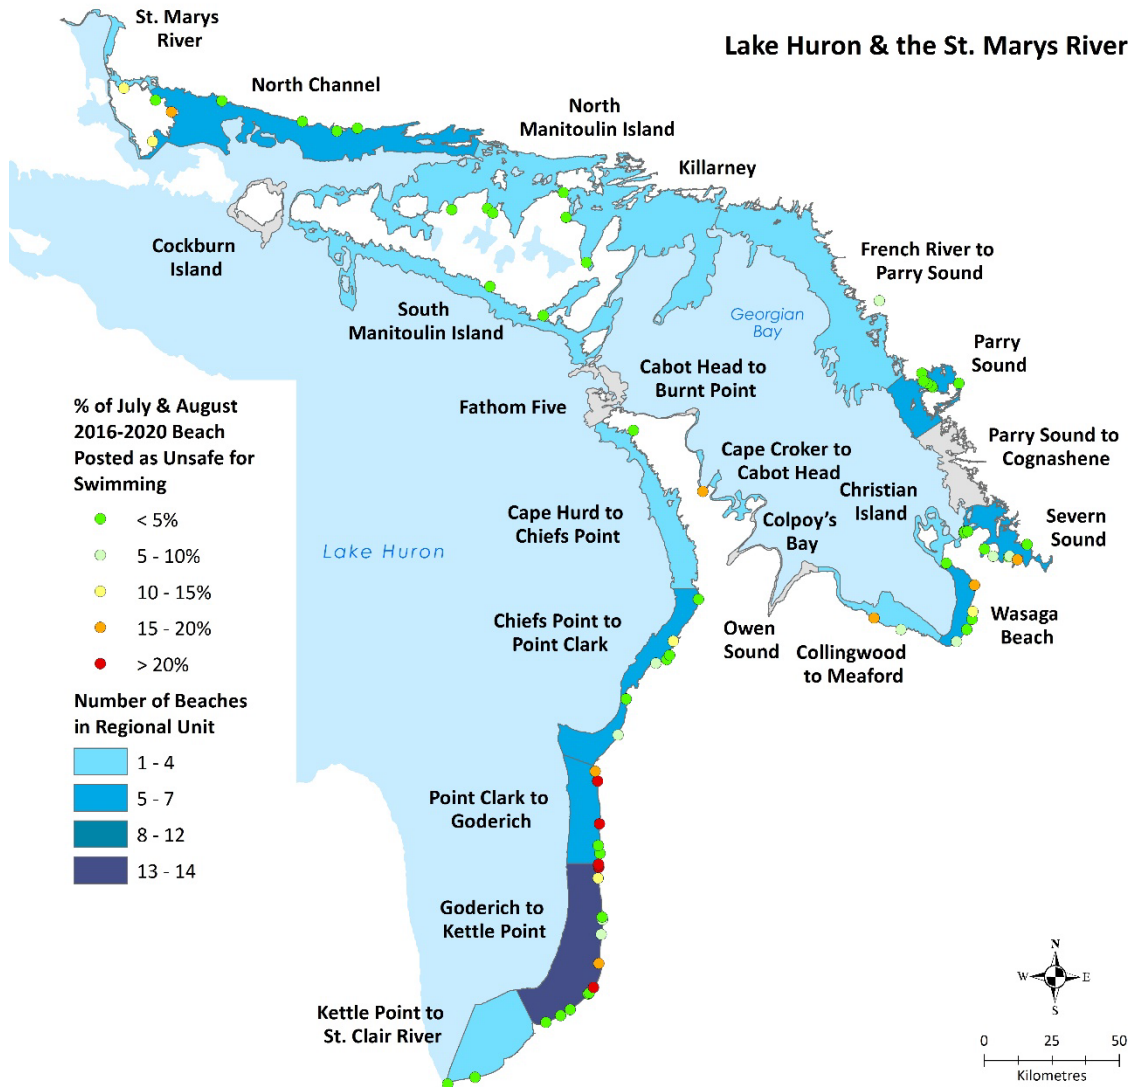 Lake Huron & the St. Marys River
St. Marys
River
North Channel
North
Manitoulin Island
Killarney
Cockburn
Island
French River to
Parry Sound
South
Manitoulin Island
Georgian
Bay
Parry
Sound
Cabot Head to
Burnt Point
Fathom Five
Parry Sound to
Cognashene
Cape Croker to
Cabot Head
Christian
Island
Cape Hurd to
Chiefs Point
Colpoy's
Bay
Severn
Sound
Lake Huron
Chiefs Point to
Point Clark
Owen
Sound
Wasaga
Beach
Collingwood
to Meaford
Point Clark to
Goderich
Goderich to
Kettle Point
Kettle Point to
St. Clair River
% of July & August
2016-2020 Beach
Posted as Unsafe for
Swimming
< 5%
5 - 10%
10 - 15%
15 - 20%
> 20%
Number of Beaches
in Regional Unit
1 - 4
5 - 7
8 - 12
13 - 14
N
W
E
S
0 25 50
Kilometres